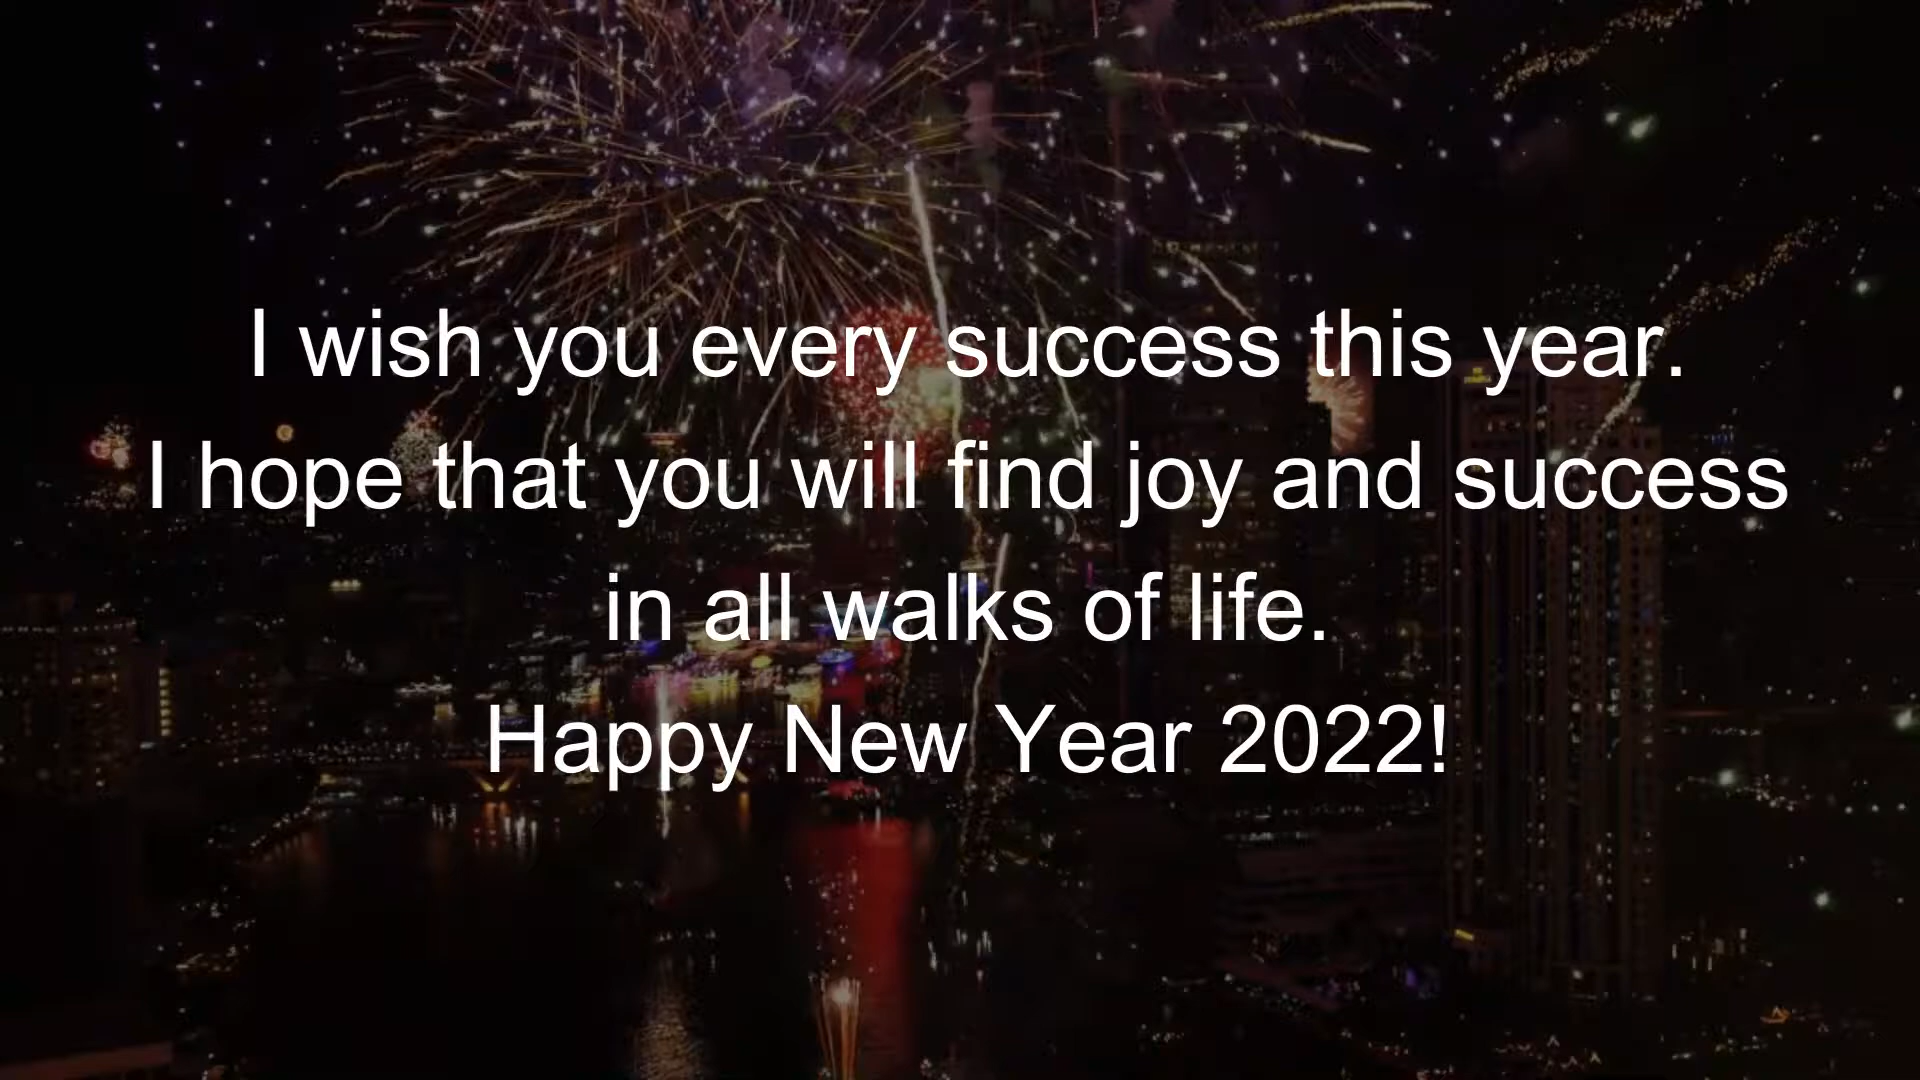 I wish you every success this year.
I hope that you will find joy and success
in all walks of life.
Happy New Year 2022!